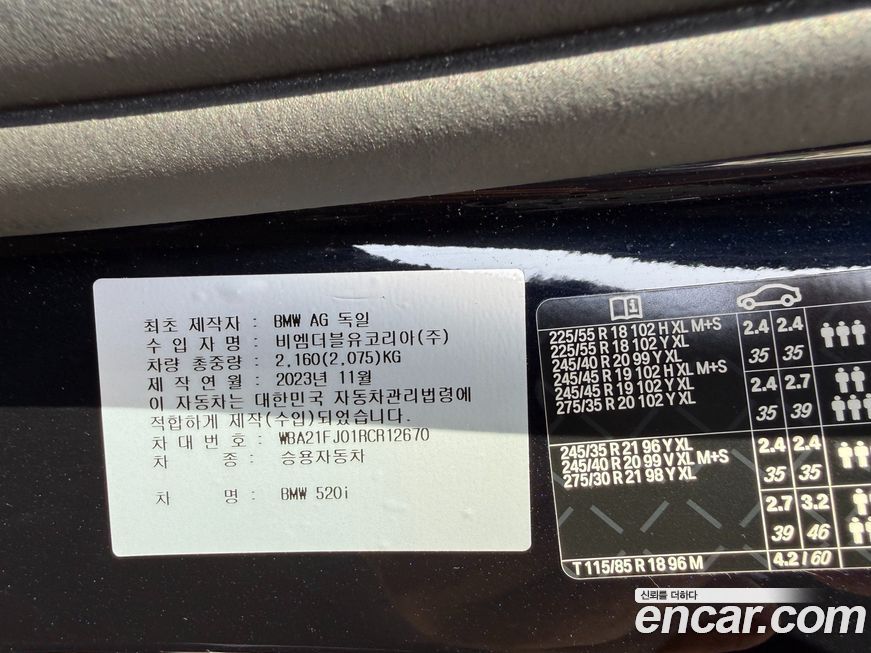 최초 제작자 : BMW AG 독일
수 입 자 명 : 비엠더블유코리아(주)
차량 총중량 : 2,160(2,075)KG
제 작 연 월 : 2023년 11월
이 자동차는 대한민국 자동차관리법령에
적합하게 제작(수입)되었습니다.
차 대 번 호 : WBA21FJ01RCR12670
차 종 : 승용자동차
차 명 : BMW 520i
225/55 R 18 102 H XL M+S
225/55 R 18 102 Y XL
245/40 R 20 99 Y XL
245/45 R 19 102 H XL M+S
245/45 R 19 102 Y XL
275/35 R 20 102 Y XL
2.4 2.4
35 35
2.4 2.7
35 39
245/35 R 21 96 Y XL
245/40 R 20 99 V XL M+S
275/30 R 21 98 Y XL
2.4 2.4
35 35
2.7 3.2
39 46
T 115/85 R 18 96 M
4.2 / 60
신뢰를 더하다
encar.com